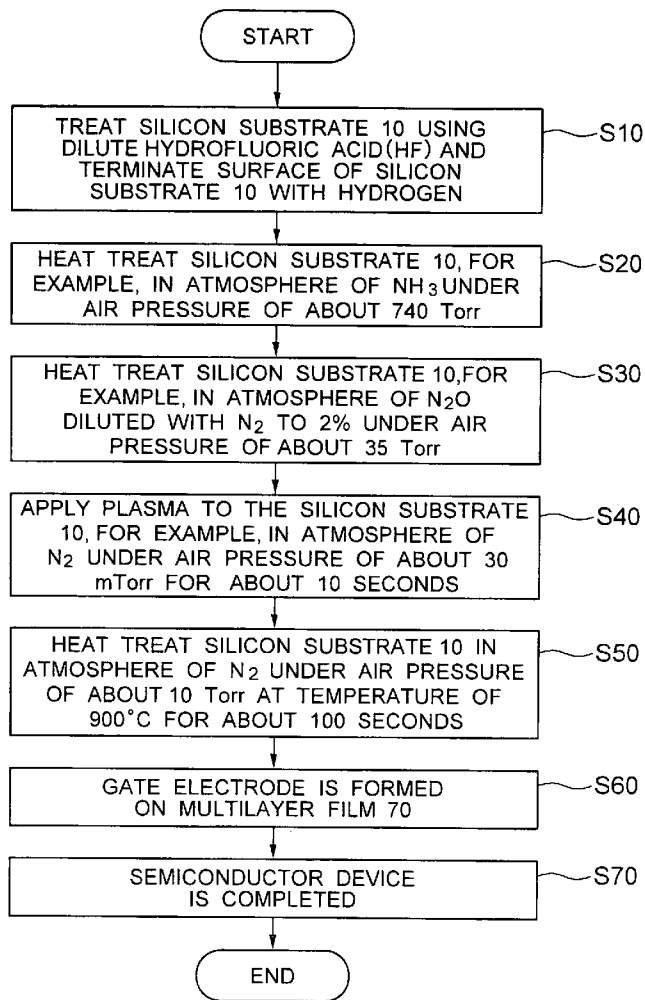 START
TREAT SILICON SUBSTRATE 10 USING
DILUTE HYDROFLUORIC ACID(HF) AND
TERMINATE SURFACE OF SILICON
SUBSTRATE 10 WITH HYDROGEN
S10
HEAT TREAT SILICON SUBSTRATE 10, FOR
EXAMPLE, IN ATMOSPHERE OF NH3 UNDER
AIR PRESSURE OF ABOUT 740 Torr
S20
HEAT TREAT SILICON SUBSTRATE 10,FOR
EXAMPLE, IN ATMOSPHERE OF N2O
DILUTED WITH N2 TO 2% UNDER AIR
PRESSURE OF ABOUT 35 Torr
S30
APPLY PLASMA TO THE SILICON SUBSTRATE
10, FOR EXAMPLE, IN ATMOSPHERE OF
N2 UNDER AIR PRESSURE OF ABOUT 30
mTorr FOR ABOUT 10 SECONDS
S40
HEAT TREAT SILICON SUBSTRATE 10 IN
ATMOSPHERE OF N2 UNDER AIR PRESSURE
OF ABOUT 10 Torr AT TEMPERATURE OF
900°C FOR ABOUT 100 SECONDS
S50
GATE ELECTRODE IS FORMED
ON MULTILAYER FILM 70
S60
SEMICONDUCTOR DEVICE
IS COMPLETED
S70
END